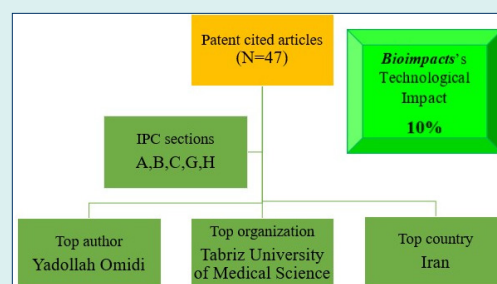 Patent cited articles
(N=47)
Bioimpacts's
Technological
Impact
10%
IPC sections
A,B,C,G,H
Top author
Yadollah Omidi
Top organization
Tabriz University
of Medical Science
Top country
Iran